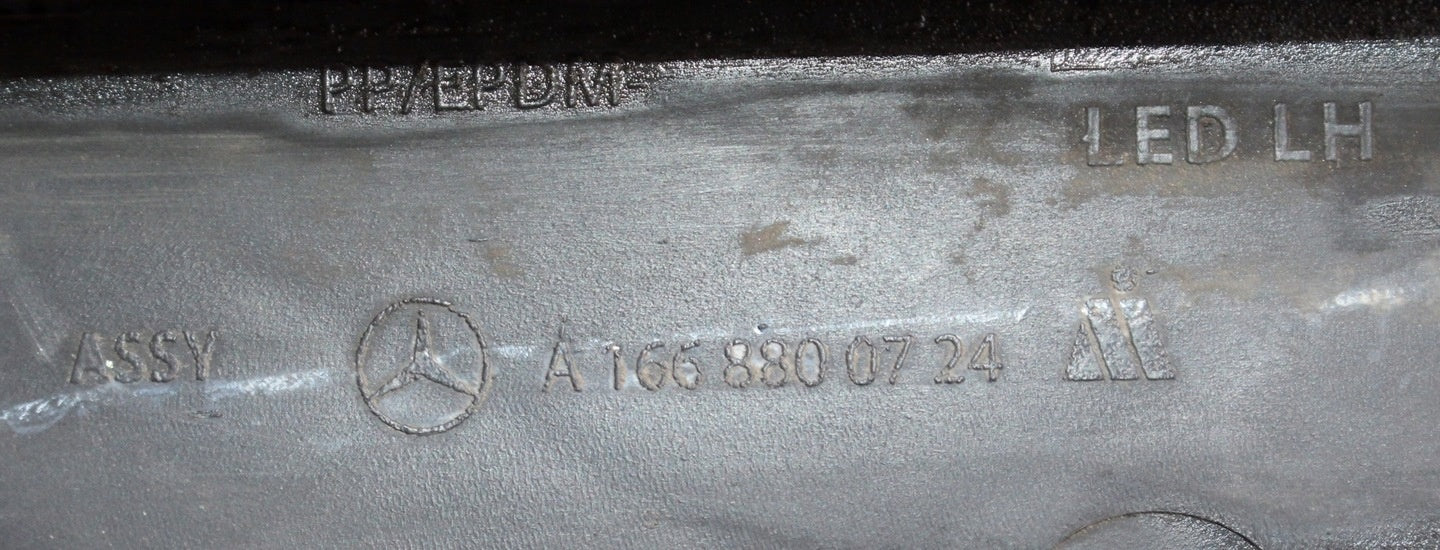 PP/EPDM-
LED LH
ASSY A 166 880 07 24